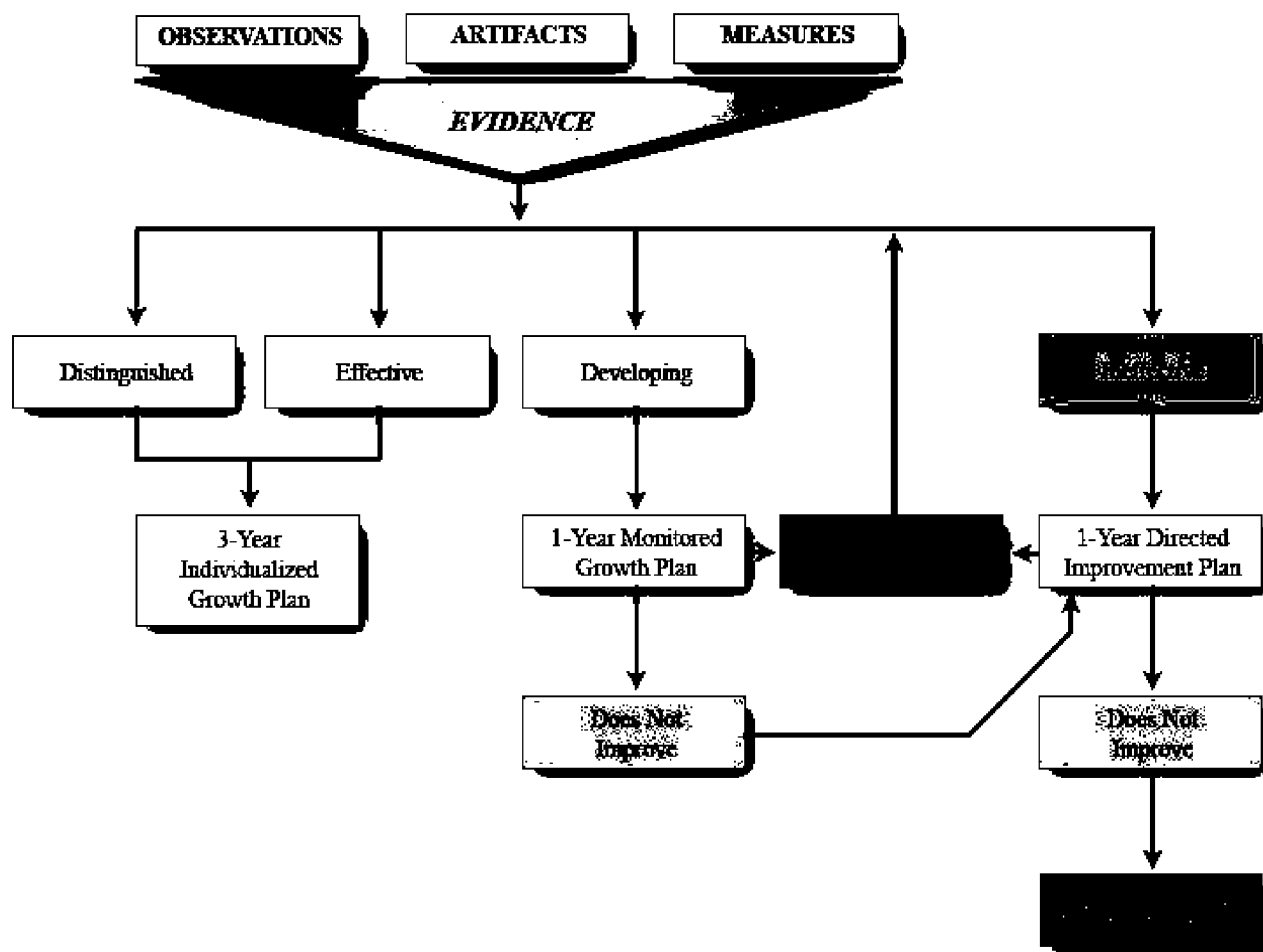 OBSERVATIONS
ARTIFACTS
MEASURES
EVIDENCE
Distinguished
Effective
Developing
3-Year
Individualized
Growth Plan
1-Year Monitored
Growth Plan
1-Year Directed
Improvement Plan
Does Not
Improve
Does Not
Improve